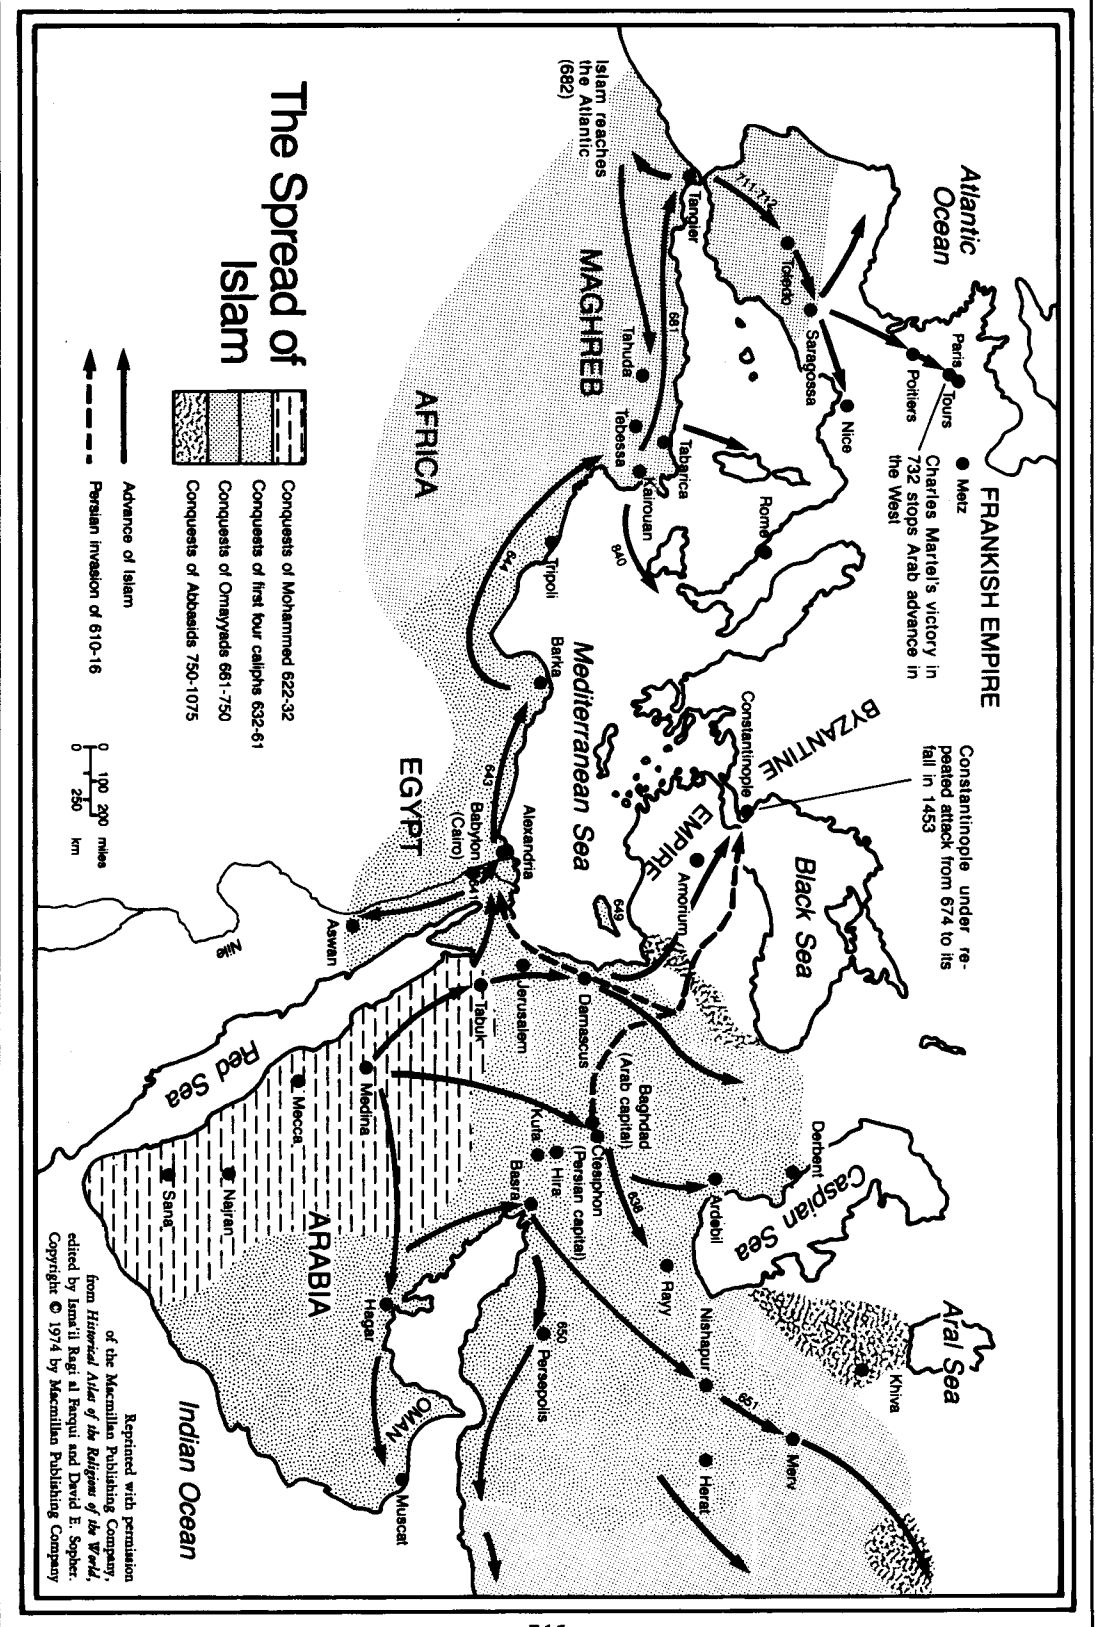 Atlantic
Ocean
FRANKISH EMPIRE
Paris
Tours
Poitiers
Metz
Charles Martel's victory in
732 stops Arab advance in
the West
Constantinople under re-
peated attack from 674 to its
fall in 1453
Aral Sea
Khiva
Caspian
Sea
Derbent
Black Sea
BYZANTINE
EMPIRE
Constantinople
Amorium
711-712
Toledo
Saragossa
Nice
Rome
Tangier
681
Tabarica
Tahuda
Tebessa
Kairouan
840
Islam reaches
the Atlantic
(682)
MAGHREB
AFRICA
Tripoli
644
Barka
Mediterranean Sea
649
643
Alexandria
Babylon
(Cairo)
641
EGYPT
Aswan
Nile
Red Sea
Jerusalem
Tabuk
Damascus
Baghdad
(Arab capital)
Ctesiphon
(Persian capital)
Kufa
Hira
Basra
636
Ardebil
Rayy
Nishapur
651
Merv
Herat
650
Persepolis
Medina
Mecca
Najran
Sana
ARABIA
Hagar
OMAN
Muscat
Indian Ocean
The Spread of
Islam
Conquests of Mohammed 622-32
Conquests of first four caliphs 632-61
Conquests of Omayyads 661-750
Conquests of Abbasids 750-1075
Advance of Islam
Persian invasion of 610-16
0 100 200 miles
0 250 km
Reprinted with permission
of the Macmillan Publishing Company,
from Historical Atlas of the Religions of the World,
edited by Isma'il Ragi al Farqui and David E. Sopher.
Copyright © 1974 by Macmillan Publishing Company